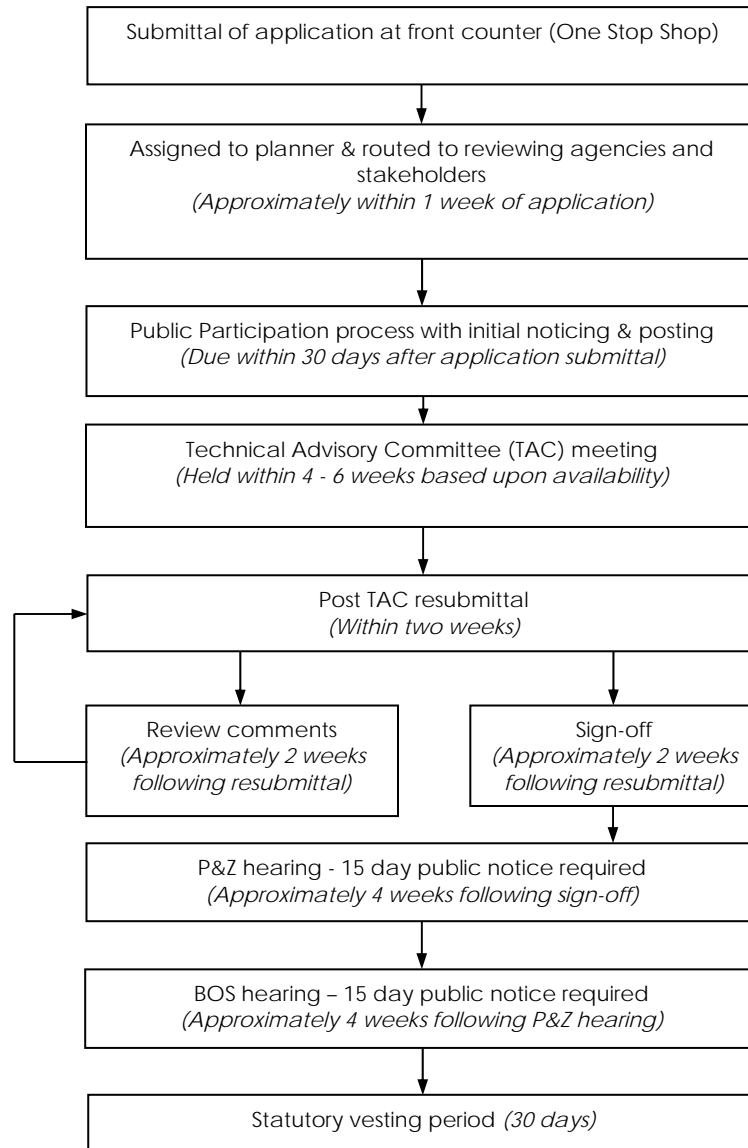 Submittal of application at front counter (One Stop Shop)
Assigned to planner & routed to reviewing agencies and
stakeholders
(Approximately within 1 week of application)
Public Participation process with initial noticing & posting
(Due within 30 days after application submittal)
Technical Advisory Committee (TAC) meeting
(Held within 4 - 6 weeks based upon availability)
Post TAC resubmittal
(Within two weeks)
Review comments
(Approximately 2 weeks
following resubmittal)
Sign-off
(Approximately 2 weeks
following resubmittal)
P&Z hearing - 15 day public notice required
(Approximately 4 weeks following sign-off)
BOS hearing – 15 day public notice required
(Approximately 4 weeks following P&Z hearing)
Statutory vesting period (30 days)